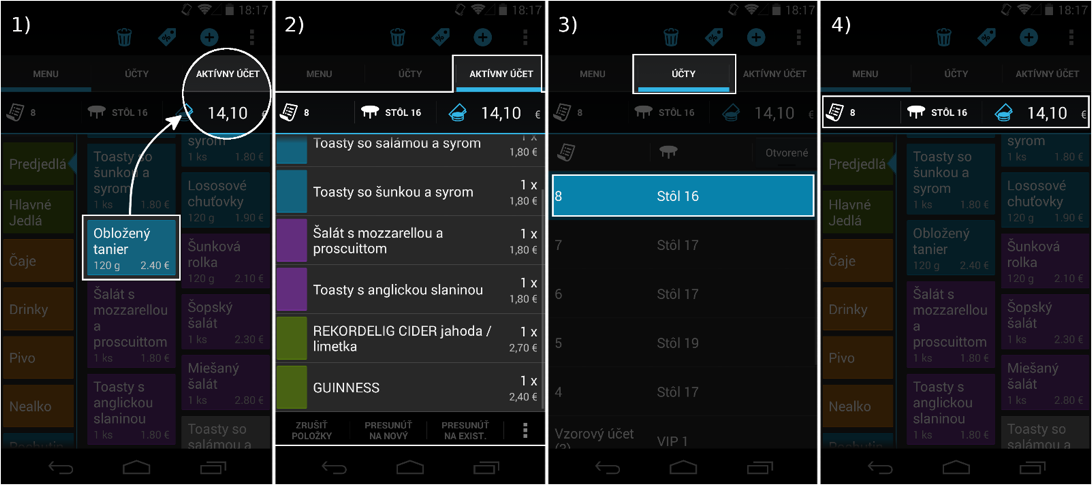 1)
18:17
MENU
ÚČTY
AKTÍVNY ÚČET
8
STÔL 16
14,10 €
Predjedlá
Hlavné
Jedlá
Čaje
Drinky
Pivo
Nealko
Toasty so
šunkou a
syrom
1 ks 1.80 €
Obložený
tanier
120 g 2.40 €
Šalát s
mozzarellou
a
proscuittom
1 ks 1.80 €
Toasty s
anglickou
slaninou
1 ks 1.80 €
syrom
1 ks 1.80 €
Lososové
chuťovky
120 g 1.90 €
Šunková
rolka
120 g 2.10 €
Šopský
šalát
1 ks 2.30 €
Miešaný
šalát
1 ks 2.80 €
Toasty so
salámou a
2)
18:17
MENU
ÚČTY
AKTÍVNY ÚČET
8
STÔL 16
14,10 €
Toasty so salámou a syrom
1 x
1,80 €
Toasty so šunkou a syrom
1 x
1,80 €
Šalát s mozzarellou a
proscuittom
1 x
1,80 €
Toasty s anglickou slaninou
1 x
1,80 €
REKORDELIG CIDER jahoda /
limetka
1 x
2,70 €
GUINNESS
1 x
2,40 €
ZRUŠIŤ
POLOŽKY
PRESUNÚŤ
NA NOVÝ
PRESUNÚŤ
NA EXIST.
3)
18:17
MENU
ÚČTY
AKTÍVNY ÚČET
8
STÔL 16
14,10 €
Otvorené
8 Stôl 16
7 Stôl 17
6 Stôl 17
5 Stôl 19
4 Stôl 17
Vzorový účet
(3) VIP 1
4)
18:17
MENU
ÚČTY
AKTÍVNY ÚČET
8
STÔL 16
14,10 €
Predjedlá
Hlavné
Jedlá
Čaje
Drinky
Pivo
Nealko
Toasty so
šunkou a
syrom
1 ks 1.80 €
Obložený
tanier
120 g 2.40 €
Šalát s
mozzarellou
a
proscuittom
1 ks 1.80 €
Toasty s
anglickou
slaninou
1 ks 1.80 €
syrom
1 ks 1.80 €
Lososové
chuťovky
120 g 1.90 €
Šunková
rolka
120 g 2.10 €
Šopský
šalát
1 ks 2.30 €
Miešaný
šalát
1 ks 2.80 €
Toasty so
salámou a